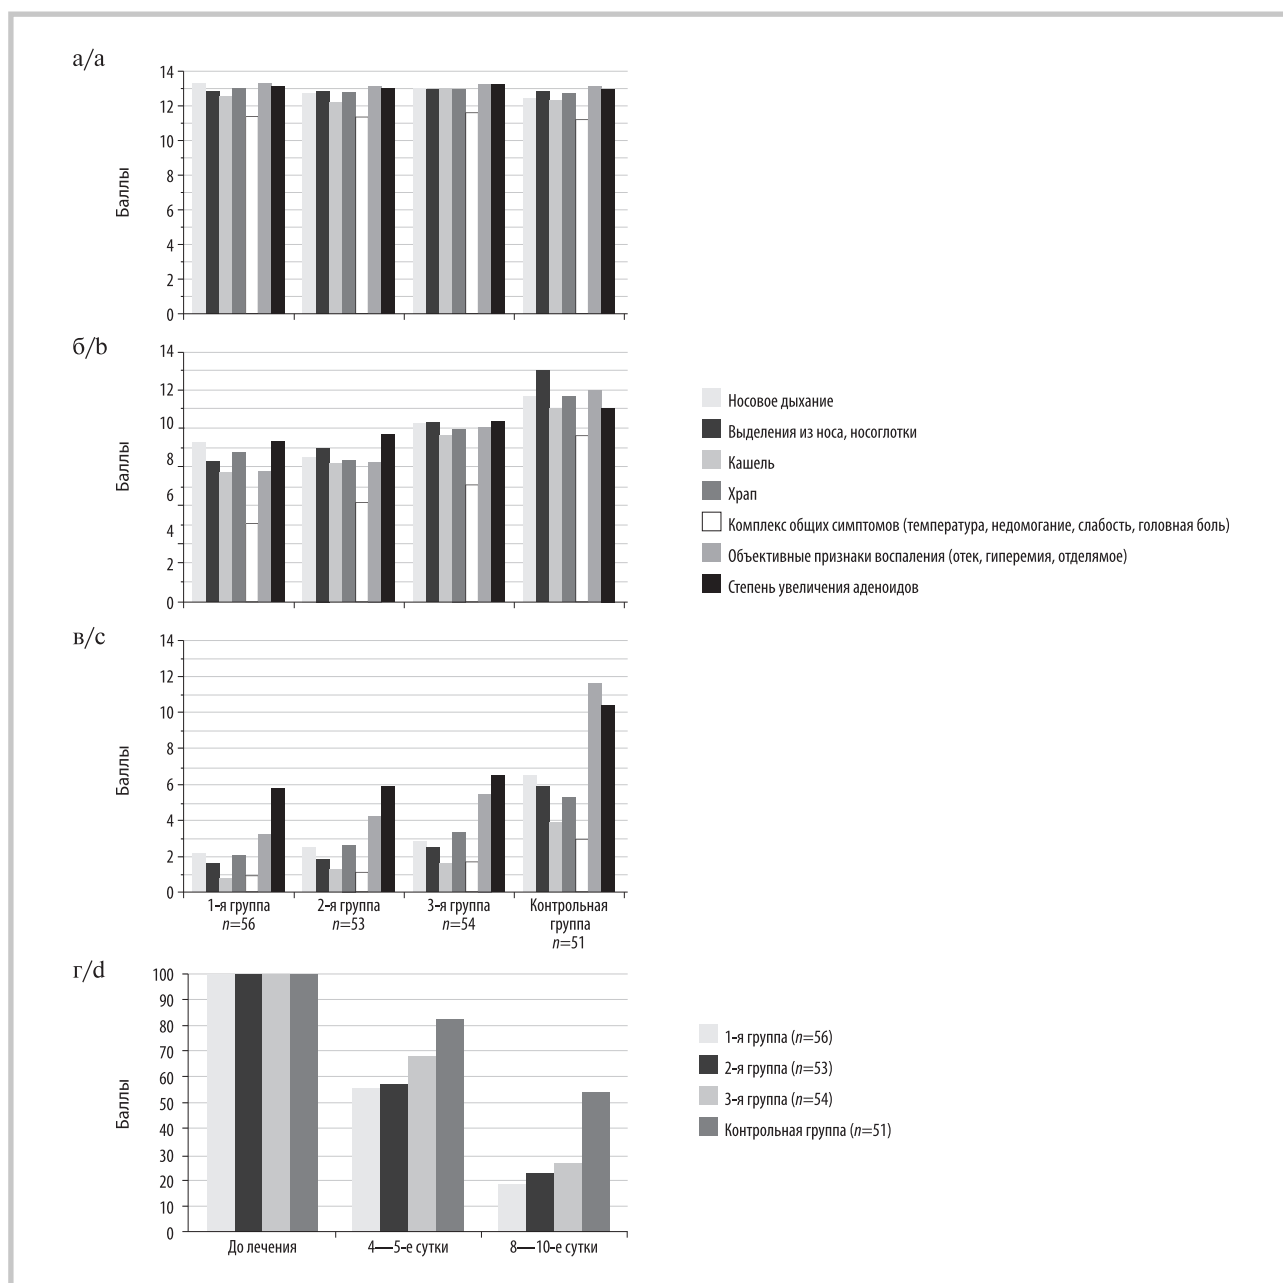 а/a
14
12
10
8
6
4
2
0
Баллы
б/b
14
12
10
8
6
4
2
0
Баллы
Носовое дыхание
Выделения из носа, носоглотки
Кашель
Храп
Комплекс общих симптомов (температура, недомогание, слабость, головная боль)
Объективные признаки воспаления (отек, гиперемия, отделямое)
Степень увеличения аденоидов
в/c
14
12
10
8
6
4
2
0
Баллы
1-я группа
n=56
2-я группа
n=53
3-я группа
n=54
Контрольная
группа
n=51
г/d
100
90
80
70
60
50
40
30
20
10
0
Баллы
До лечения
4—5-е сутки
8—10-е сутки
1-я группа (n=56)
2-я группа (n=53)
3-я группа (n=54)
Контрольная группа (n=51)